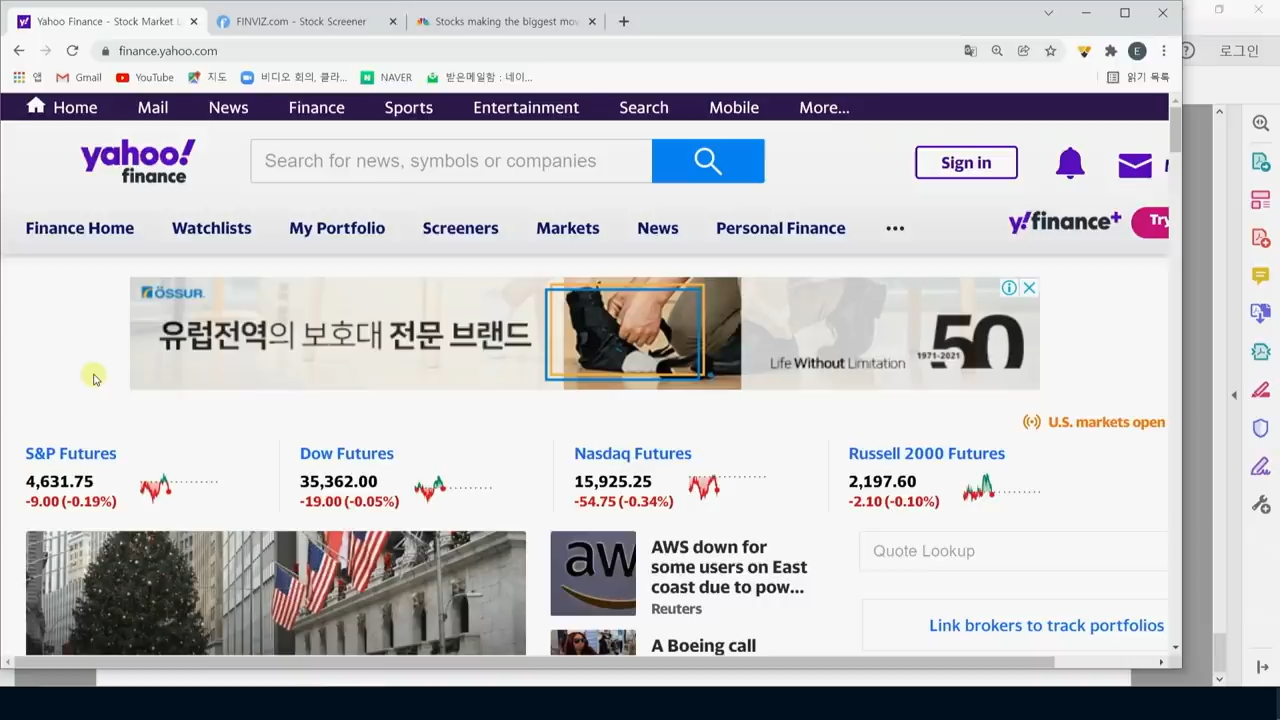 Yahoo Finance - Stock Market L
FINVIZ.com - Stock Screener
Stocks making the biggest mov
finance.yahoo.com
E
로그인
앱
Gmail
YouTube
지도
비디오 회의, 클라...
NAVER
받은메일함 : 네이...
읽기 목록
Home
Mail
News
Finance
Sports
Entertainment
Search
Mobile
More...
yahoo!
finance
Search for news, symbols or companies
Sign in
Finance Home
Watchlists
My Portfolio
Screeners
Markets
News
Personal Finance
y!finance+
Try
ÖSSUR.
유럽전역의 보호대 전문 브랜드
Life Without Limitation
1971-2021
50
U.S. markets open
S&P Futures
4,631.75
-9.00 (-0.19%)
Dow Futures
35,362.00
-19.00 (-0.05%)
Nasdaq Futures
15,925.25
-54.75 (-0.34%)
Russell 2000 Futures
2,197.60
-2.10 (-0.10%)
aw
AWS down for
some users on East
coast due to pow...
Reuters
A Boeing call
Quote Lookup
Link brokers to track portfolios